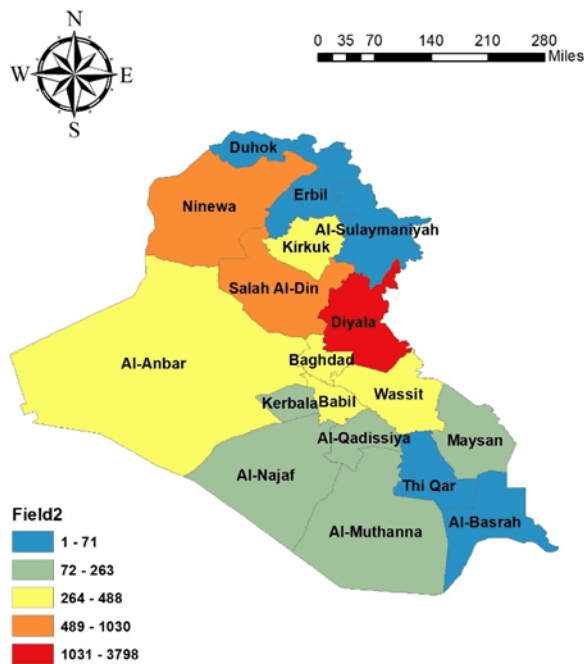 N
W E
S
0 35 70 140 210 280
Miles
Duhok
Erbil
Ninewa
Al-Sulaymaniyah
Kirkuk
Salah Al-Din
Diyala
Al-Anbar
Baghdad
Wassit
Kerbala
Babil
Al-Qadissiya
Maysan
Al-Najaf
Thi Qar
Al-Muthanna
Al-Basrah
Field2
1 - 71
72 - 263
264 - 488
489 - 1030
1031 - 3798